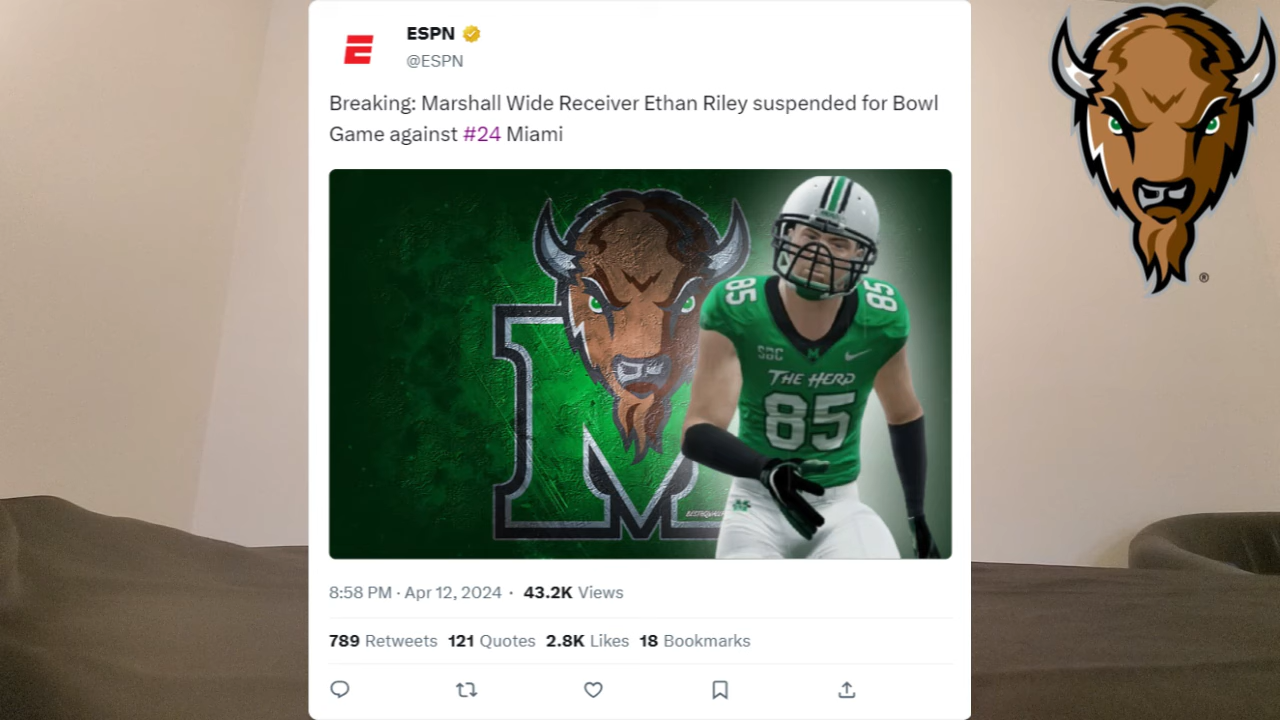 ESPN
@ESPN
Breaking: Marshall Wide Receiver Ethan Riley suspended for Bowl
Game against #24 Miami
85
85
SBC
M
THE HERD
85
M
8:58 PM · Apr 12, 2024 · 43.2K Views
789 Retweets 121 Quotes 2.8K Likes 18 Bookmarks
®